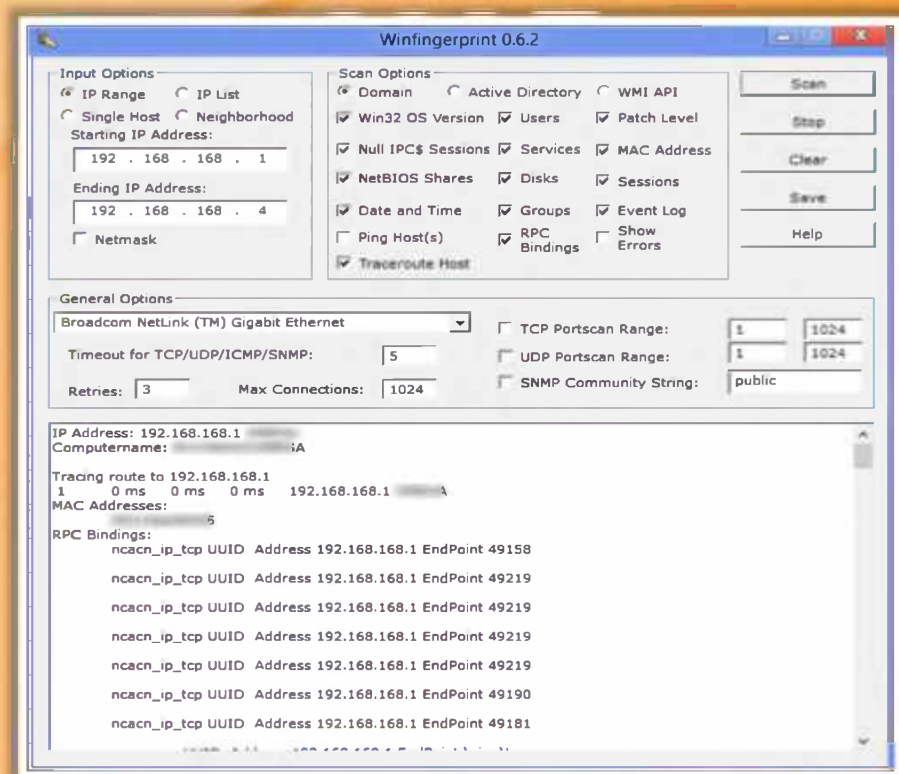 Winfingerprint 0.6.2
Input Options
IP Range IP List
Single Host Neighborhood
Starting IP Address:
192 . 168 . 168 . 1
Ending IP Address:
192 . 168 . 168 . 4
Netmask
Scan Options
Domain Active Directory WMI API
Win32 OS Version Users Patch Level
Null IPC$ Sessions Services MAC Address
NetBIOS Shares Disks Sessions
Date and Time Groups Event Log
Ping Host(s) RPC Bindings Show Errors
Traceroute Host
Scan
Stop
Clear
Save
Help
General Options
Broadcom NetLink (TM) Gigabit Ethernet
Timeout for TCP/UDP/ICMP/SNMP: 5
Retries: 3 Max Connections: 1024
TCP Portscan Range: 1 1024
UDP Portscan Range: 1 1024
SNMP Community String: public
IP Address: 192.168.168.1
Computername:
Tracing route to 192.168.168.1
1 0 ms 0 ms 0 ms 192.168.168.1
MAC Addresses:
RPC Bindings:
ncacn_ip_tcp UUID Address 192.168.168.1 EndPoint 49158
ncacn_ip_tcp UUID Address 192.168.168.1 EndPoint 49219
ncacn_ip_tcp UUID Address 192.168.168.1 EndPoint 49219
ncacn_ip_tcp UUID Address 192.168.168.1 EndPoint 49219
ncacn_ip_tcp UUID Address 192.168.168.1 EndPoint 49219
ncacn_ip_tcp UUID Address 192.168.168.1 EndPoint 49190
ncacn_ip_tcp UUID Address 192.168.168.1 EndPoint 49181